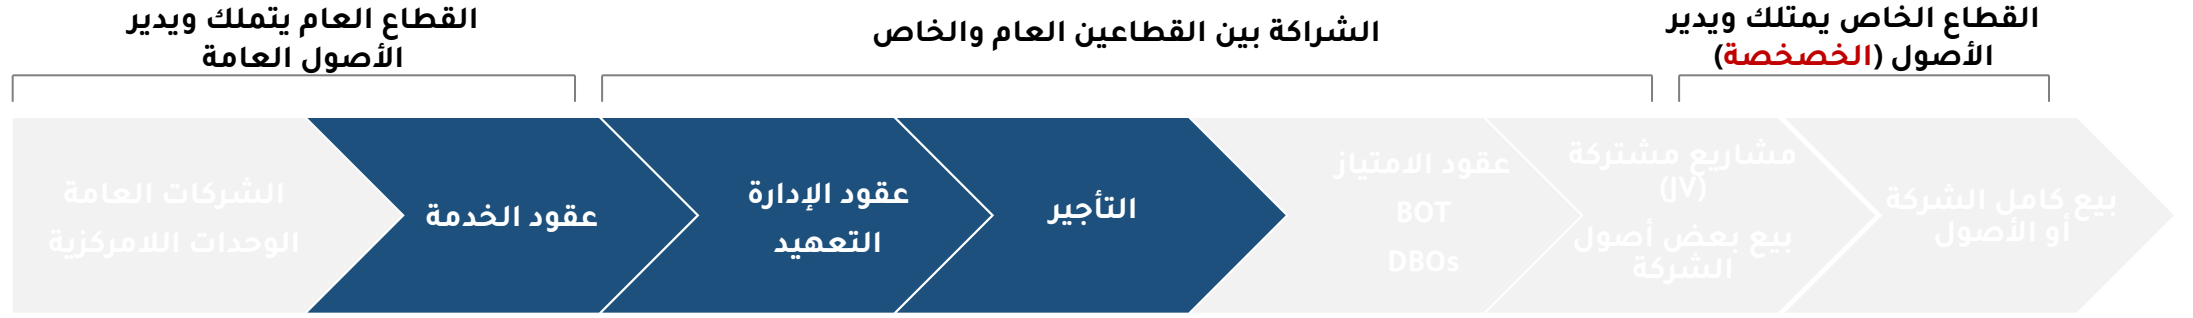 القطاع العام يتملك ويدير
الأصول العامة
الشراكة بين القطاعين العام والخاص
القطاع الخاص يمتلك ويدير
الأصول (الخصخصة)
الشركات العامة
الوحدات اللامركزية
عقود الخدمة
عقود الإدارة
التعهيد
التأجير
عقود الامتياز
BOT
DBOs
مشاريع مشتركة
(JV)
بيع بعض أصول
الشركة
بيع كامل الشركة
أو الأصول